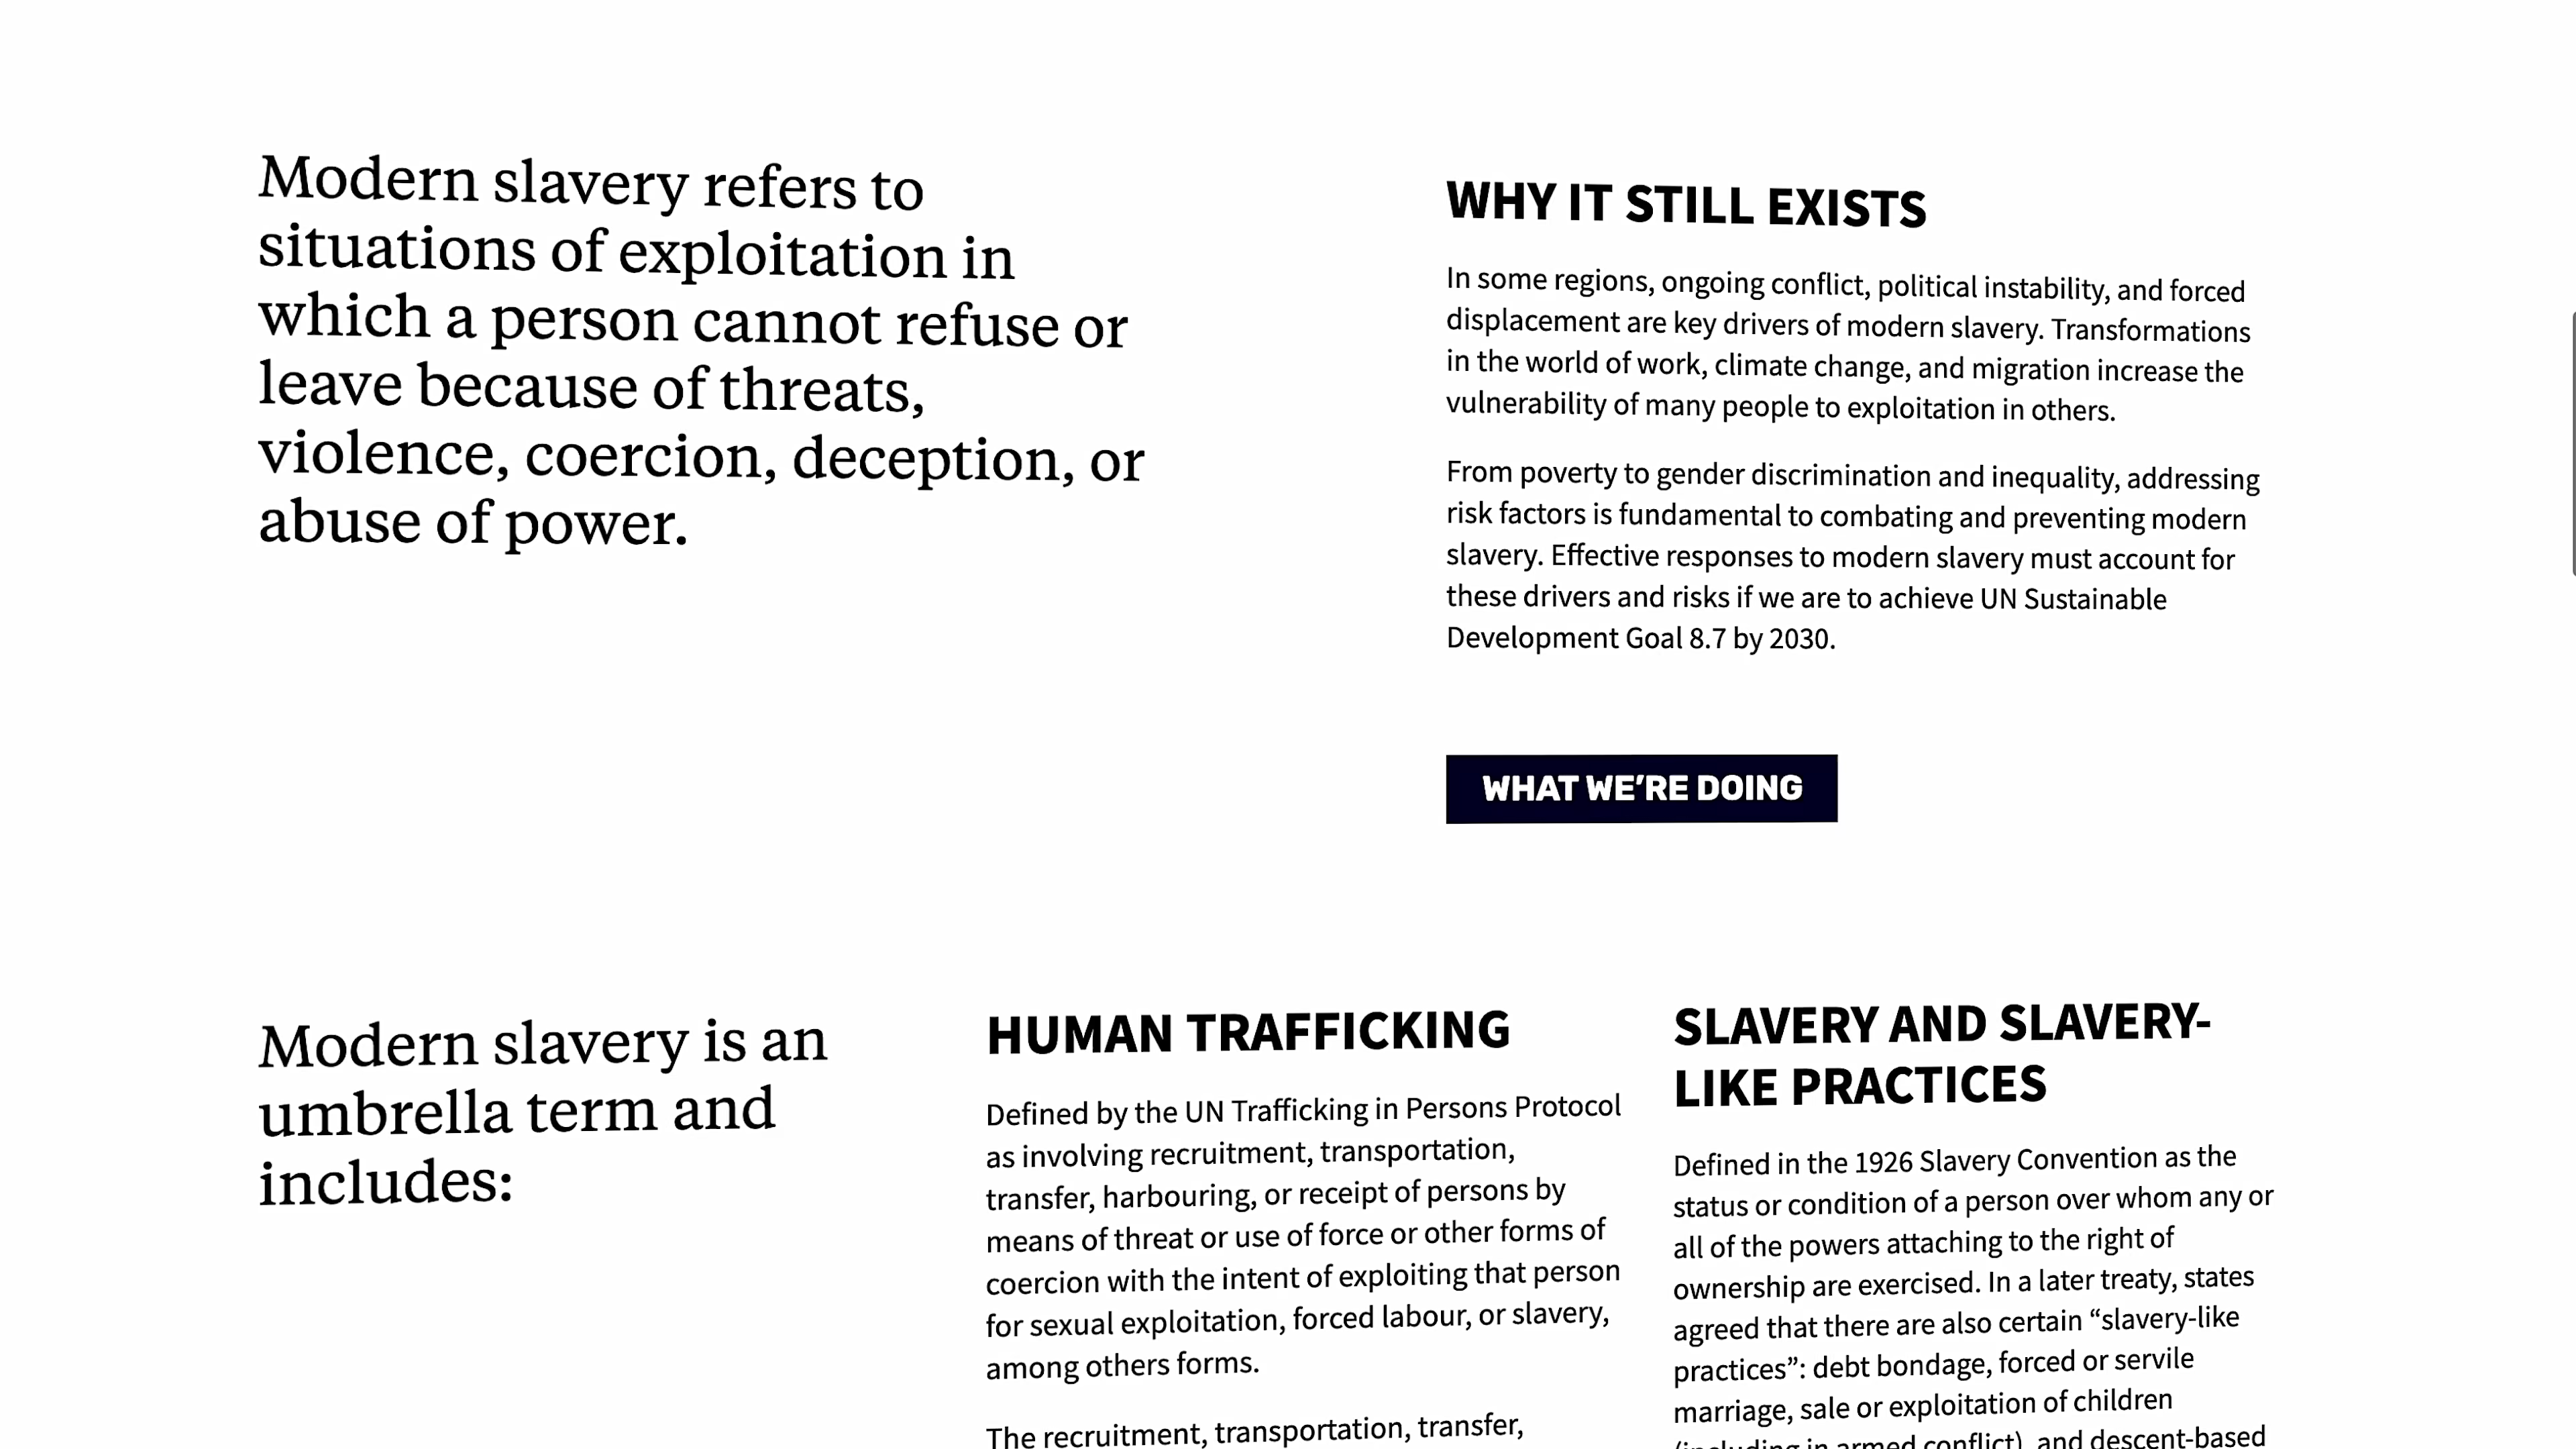 Modern slavery refers to
situations of exploitation in
which a person cannot refuse or
leave because of threats,
violence, coercion, deception, or
abuse of power.
WHY IT STILL EXISTS
In some regions, ongoing conflict, political instability, and forced
displacement are key drivers of modern slavery. Transformations
in the world of work, climate change, and migration increase the
vulnerability of many people to exploitation in others.
From poverty to gender discrimination and inequality, addressing
risk factors is fundamental to combating and preventing modern
slavery. Effective responses to modern slavery must account for
these drivers and risks if we are to achieve UN Sustainable
Development Goal 8.7 by 2030.
WHAT WE'RE DOING
Modern slavery is an
umbrella term and
includes:
HUMAN TRAFFICKING
Defined by the UN Trafficking in Persons Protocol
as involving recruitment, transportation,
transfer, harbouring, or receipt of persons by
means of threat or use of force or other forms of
coercion with the intent of exploiting that person
for sexual exploitation, forced labour, or slavery,
among others forms.
The recruitment, transportation, transfer,
SLAVERY AND SLAVERY-
LIKE PRACTICES
Defined in the 1926 Slavery Convention as the
status or condition of a person over whom any or
all of the powers attaching to the right of
ownership are exercised. In a later treaty, states
agreed that there are also certain “slavery-like
practices”: debt bondage, forced or servile
marriage, sale or exploitation of children
(including in armed conflict), and descent-based